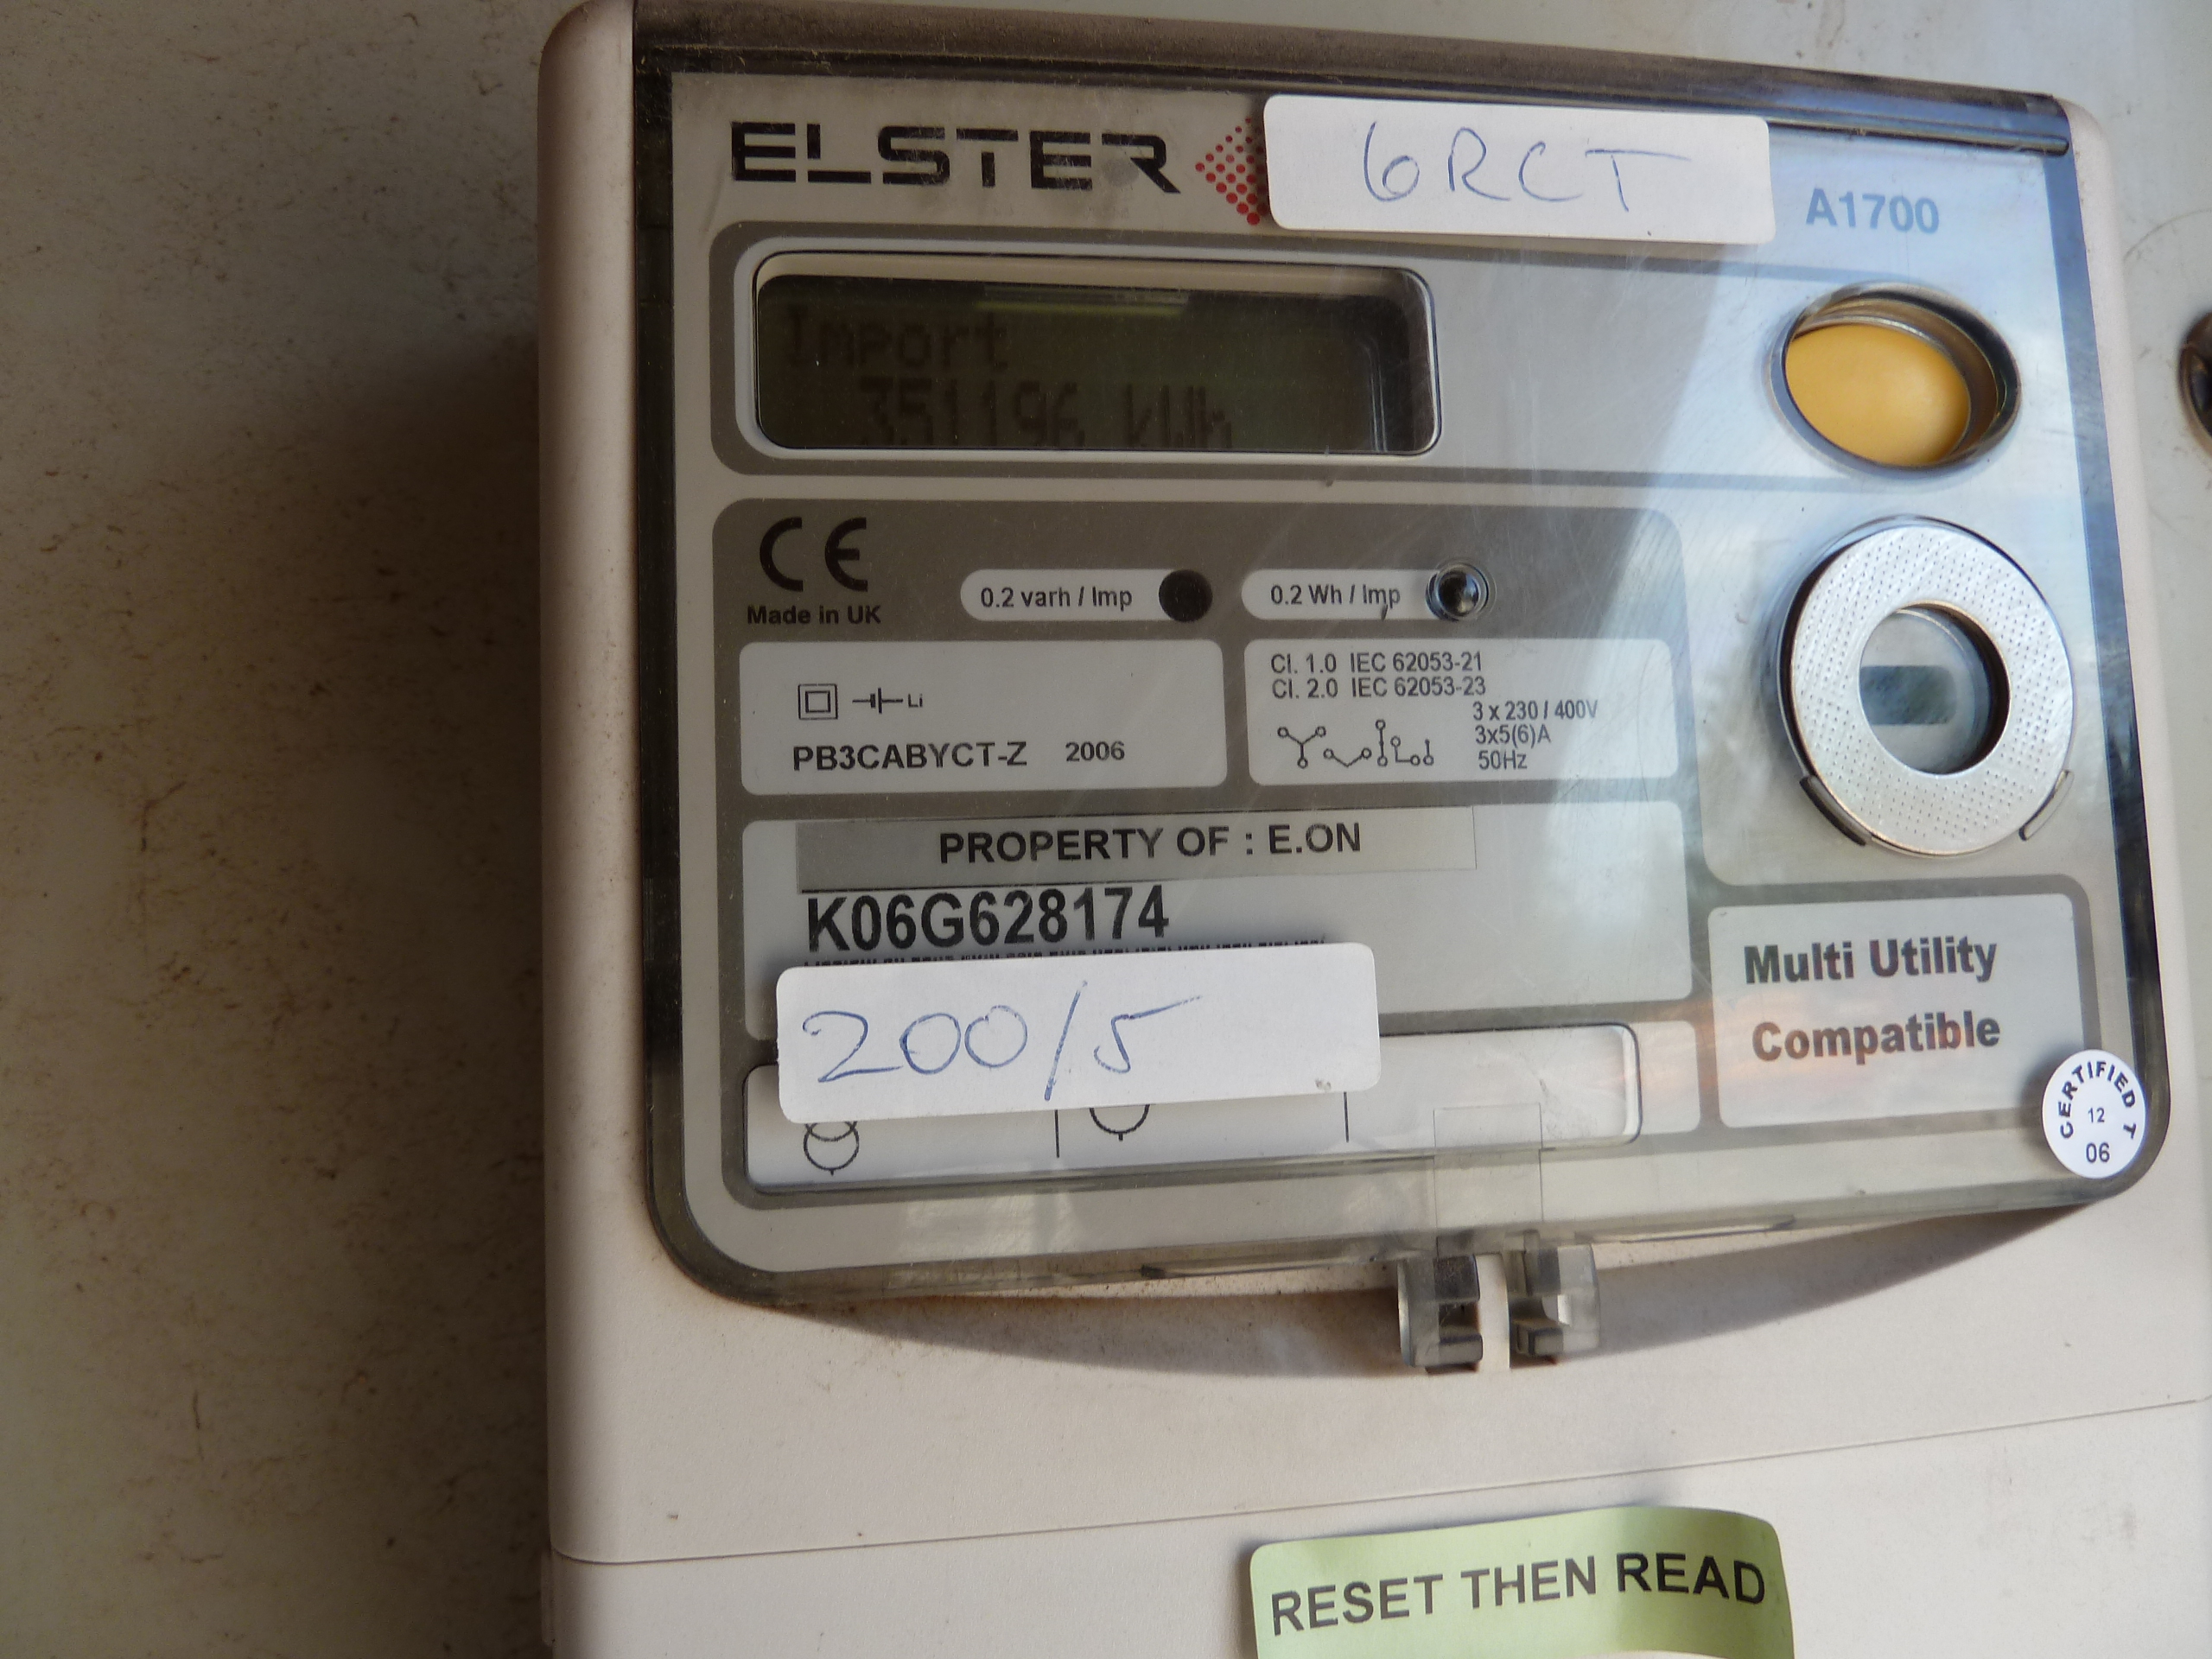 ELSTER
6RCT
A1700
Import
351196 kWh
CE
Made in UK
0.2 varh / Imp
0.2 Wh / Imp
Li
PB3CABYCT-Z 2006
Cl. 1.0 IEC 62053-21
Cl. 2.0 IEC 62053-23
3 x 230 / 400V
3x5(6)A
50Hz
PROPERTY OF : E.ON
K06G628174
200/5
Multi Utility
Compatible
CERTIFIED T
12
06
RESET THEN READ